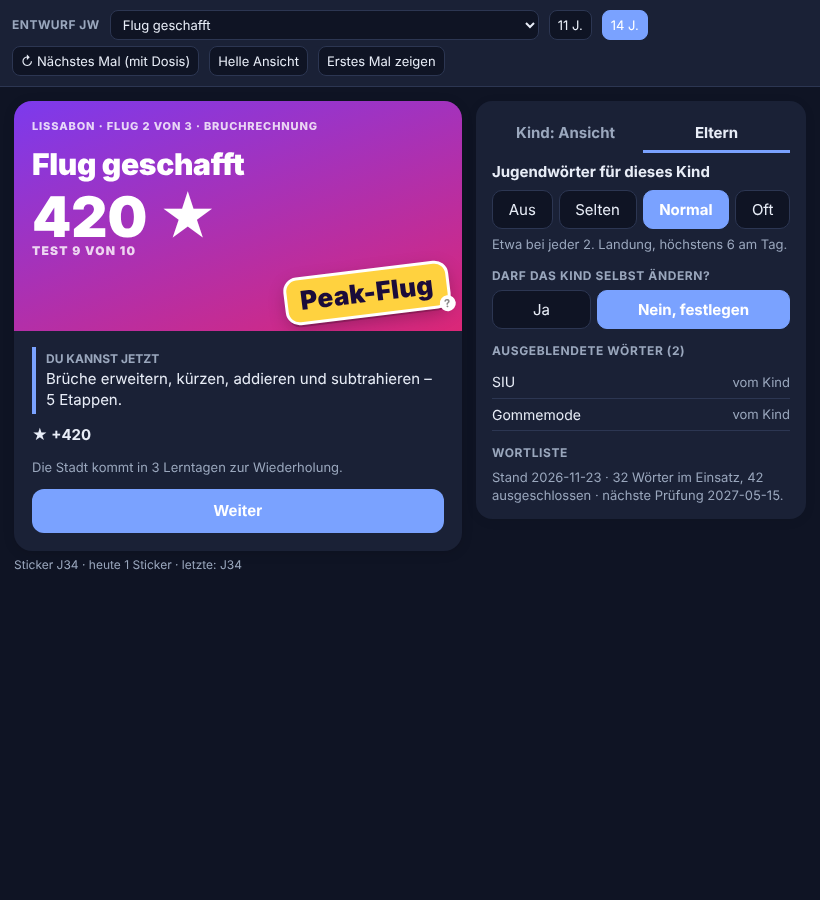 ENTWURF JW
Flug geschafft
11 J.
14 J.
↻ Nächstes Mal (mit Dosis)
Helle Ansicht
Erstes Mal zeigen
LISSABON · FLUG 2 VON 3 · BRUCHRECHNUNG
Flug geschafft
420 ★
TEST 9 VON 10
Peak-Flug
?
DU KANNST JETZT
Brüche erweitern, kürzen, addieren und subtrahieren –
5 Etappen.
★ +420
Die Stadt kommt in 3 Lerntagen zur Wiederholung.
Weiter
Sticker J34 · heute 1 Sticker · letzte: J34
Kind: Ansicht
Eltern
Jugendwörter für dieses Kind
Aus
Selten
Normal
Oft
Etwa bei jeder 2. Landung, höchstens 6 am Tag.
DARF DAS KIND SELBST ÄNDERN?
Ja
Nein, festlegen
AUSGEBLENDETE WÖRTER (2)
SIU vom Kind
Gommemode vom Kind
WORTLISTE
Stand 2026-11-23 · 32 Wörter im Einsatz, 42
ausgeschlossen · nächste Prüfung 2027-05-15.